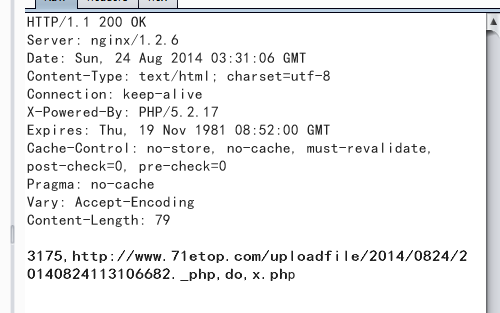 HTTP/1.1 200 OK
Server: nginx/1.2.6
Date: Sun, 24 Aug 2014 03:31:06 GMT
Content-Type: text/html; charset=utf-8
Connection: keep-alive
X-Powered-By: PHP/5.2.17
Expires: Thu, 19 Nov 1981 08:52:00 GMT
Cache-Control: no-store, no-cache, must-revalidate,
post-check=0, pre-check=0
Pragma: no-cache
Vary: Accept-Encoding
Content-Length: 79
3175,http://www.71etop.com/uploadfile/2014/0824/2
0140824113106682._php,do,x.php